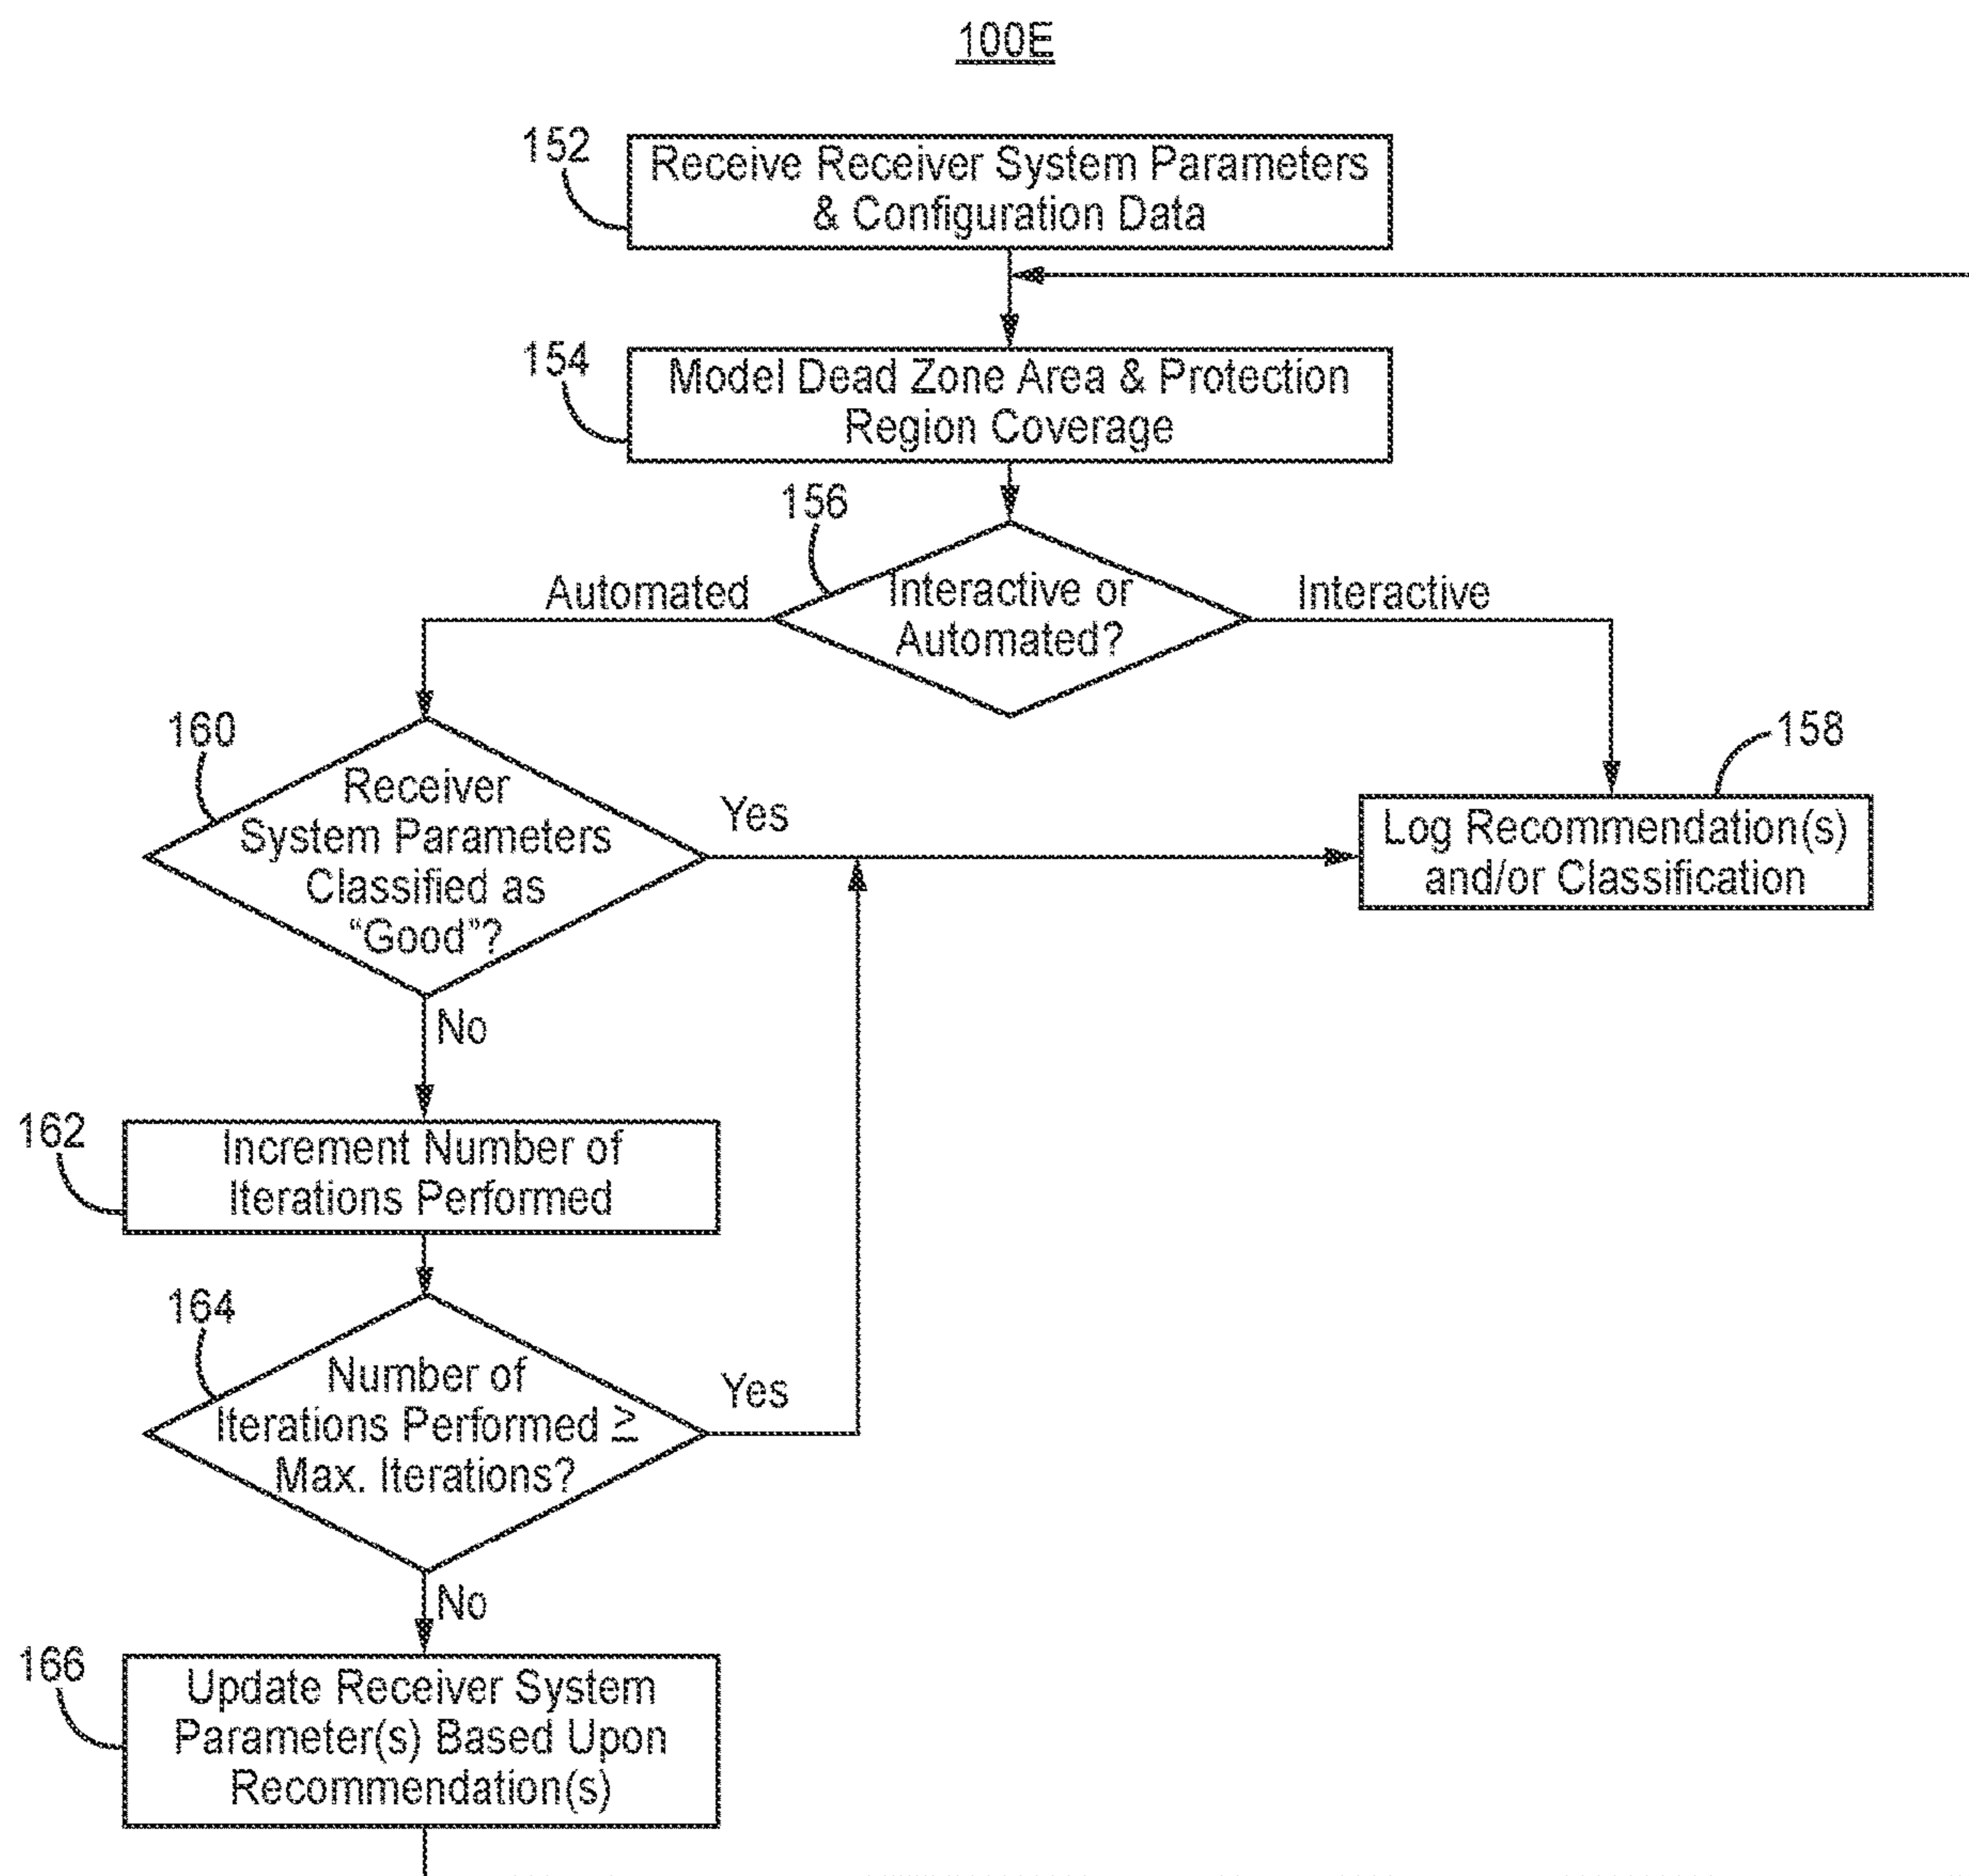 100E
152
Receive Receiver System Parameters
& Configuration Data
154
Model Dead Zone Area & Protection
Region Coverage
156
Interactive or
Automated?
Automated
Interactive
160
Receiver
System Parameters
Classified as
“Good”?
Yes
No
158
Log Recommendation(s)
and/or Classification
162
Increment Number of
Iterations Performed
164
Number of
Iterations Performed ≥
Max. Iterations?
Yes
No
166
Update Receiver System
Parameter(s) Based Upon
Recommendation(s)